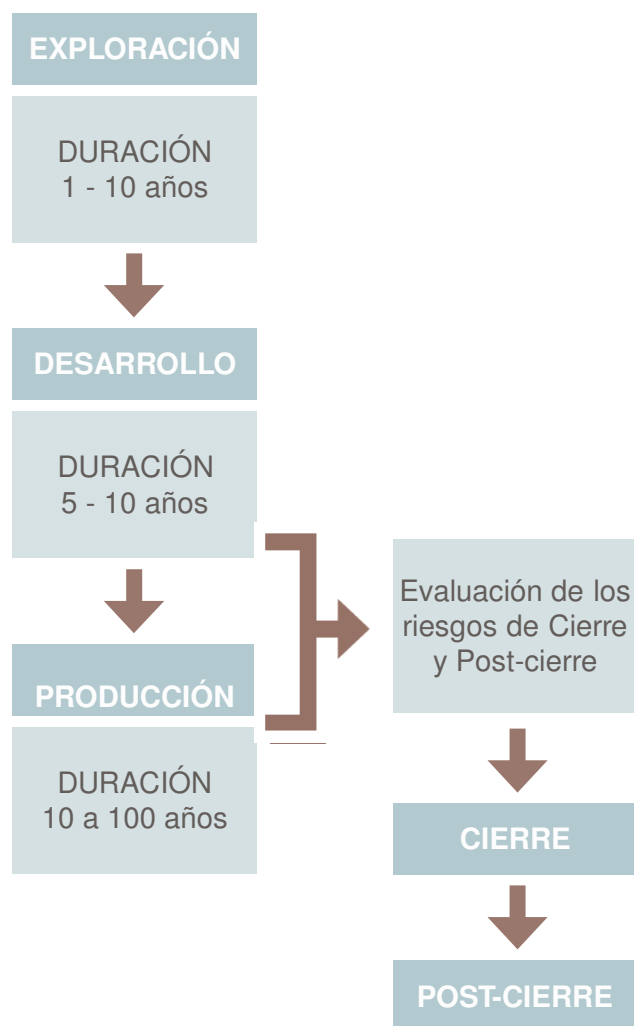 EXPLORACIÓN
DURACIÓN
1 - 10 años
DESARROLLO
DURACIÓN
5 - 10 años
PRODUCCIÓN
DURACIÓN
10 a 100 años
Evaluación de los
riesgos de Cierre
y Post-cierre
CIERRE
POST-CIERRE